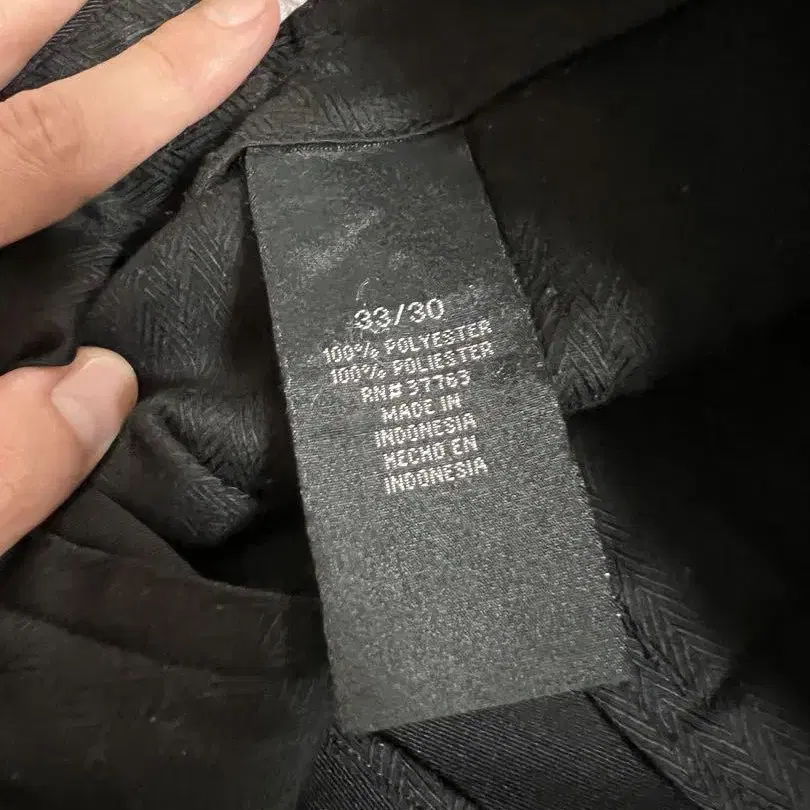 33/30
100% POLYESTER
100% POLIESTER
RN# 37763
MADE IN
INDONESIA
HECHO EN
INDONESIA